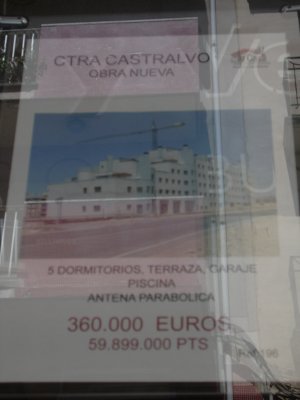 CTRA CASTRALVO
OBRA NUEVA
5 DORMITORIOS, TERRAZA, GARAJE
PISCINA
ANTENA PARABOLICA
360.000 EUROS
59.899.000 PTS